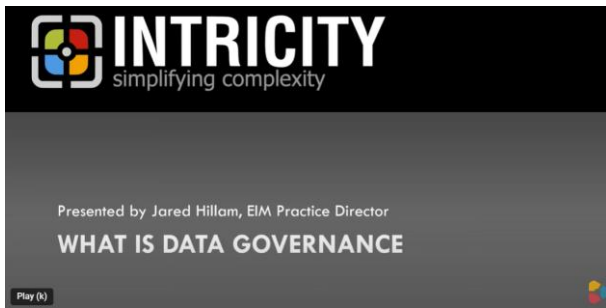 INTRICITY
simplifying complexity
Presented by Jared Hillam, EIM Practice Director
WHAT IS DATA GOVERNANCE
Play (k)